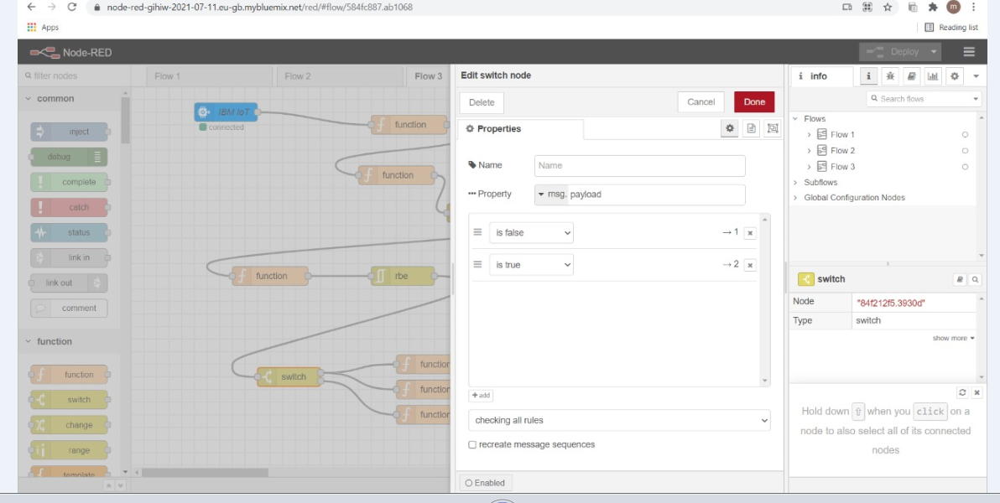 node-red-gihiw-2021-07-11.eu-gb.mybluemix.net/red/#flow/584fc887.ab1068
m
Apps
Reading list
Node-RED
Deploy
filter nodes
Flow 1
Flow 2
Flow 3
common
inject
debug
complete
catch
status
link in
link out
comment
function
function
switch
change
range
template
IBM IoT
connected
function
function
function
rbe
switch
function
function
function
Edit switch node
Delete
Cancel
Done
Properties
Name
Name
Property
msg. payload
is false
→ 1
is true
→ 2
add
checking all rules
recreate message sequences
Enabled
i info
i
Search flows
Flows
Flow 1
Flow 2
Flow 3
Subflows
Global Configuration Nodes
switch
Node "84f212f5.3930d"
Type switch
show more
Hold down ⇧ when you click on a
node to also select all of its connected
nodes